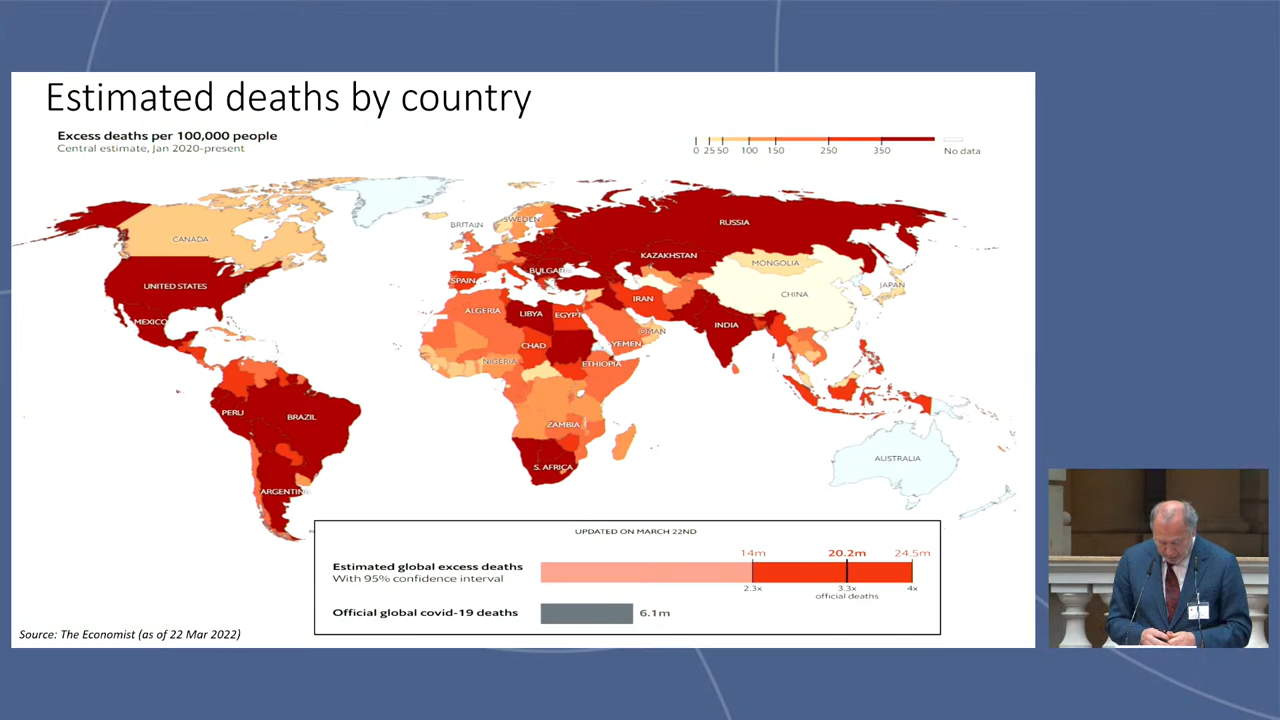 Estimated deaths by country
Excess deaths per 100,000 people
Central estimate, Jan 2020-present
0 25 50 100 150 250 350 No data
CANADA
BRITAIN
SWEDEN
RUSSIA
UNITED STATES
KAZAKHSTAN
MONGOLIA
BULGARI
SPAIN
CHINA
JAPAN
MEXICO
ALGERIA
LIBYA
EGYPT
IRAN
INDIA
OMAN
CHAD
YEMEN
NIGERIA
ETHIOPIA
PERU
BRAZIL
ZAMBIA
S. AFRICA
AUSTRALIA
ARGENTINA
UPDATED ON MARCH 22ND
14m 20.2m 24.5m
Estimated global excess deaths
With 95% confidence interval
2.3x 3.3x 4x
official deaths
Official global covid-19 deaths 6.1m
Source: The Economist (as of 22 Mar 2022)